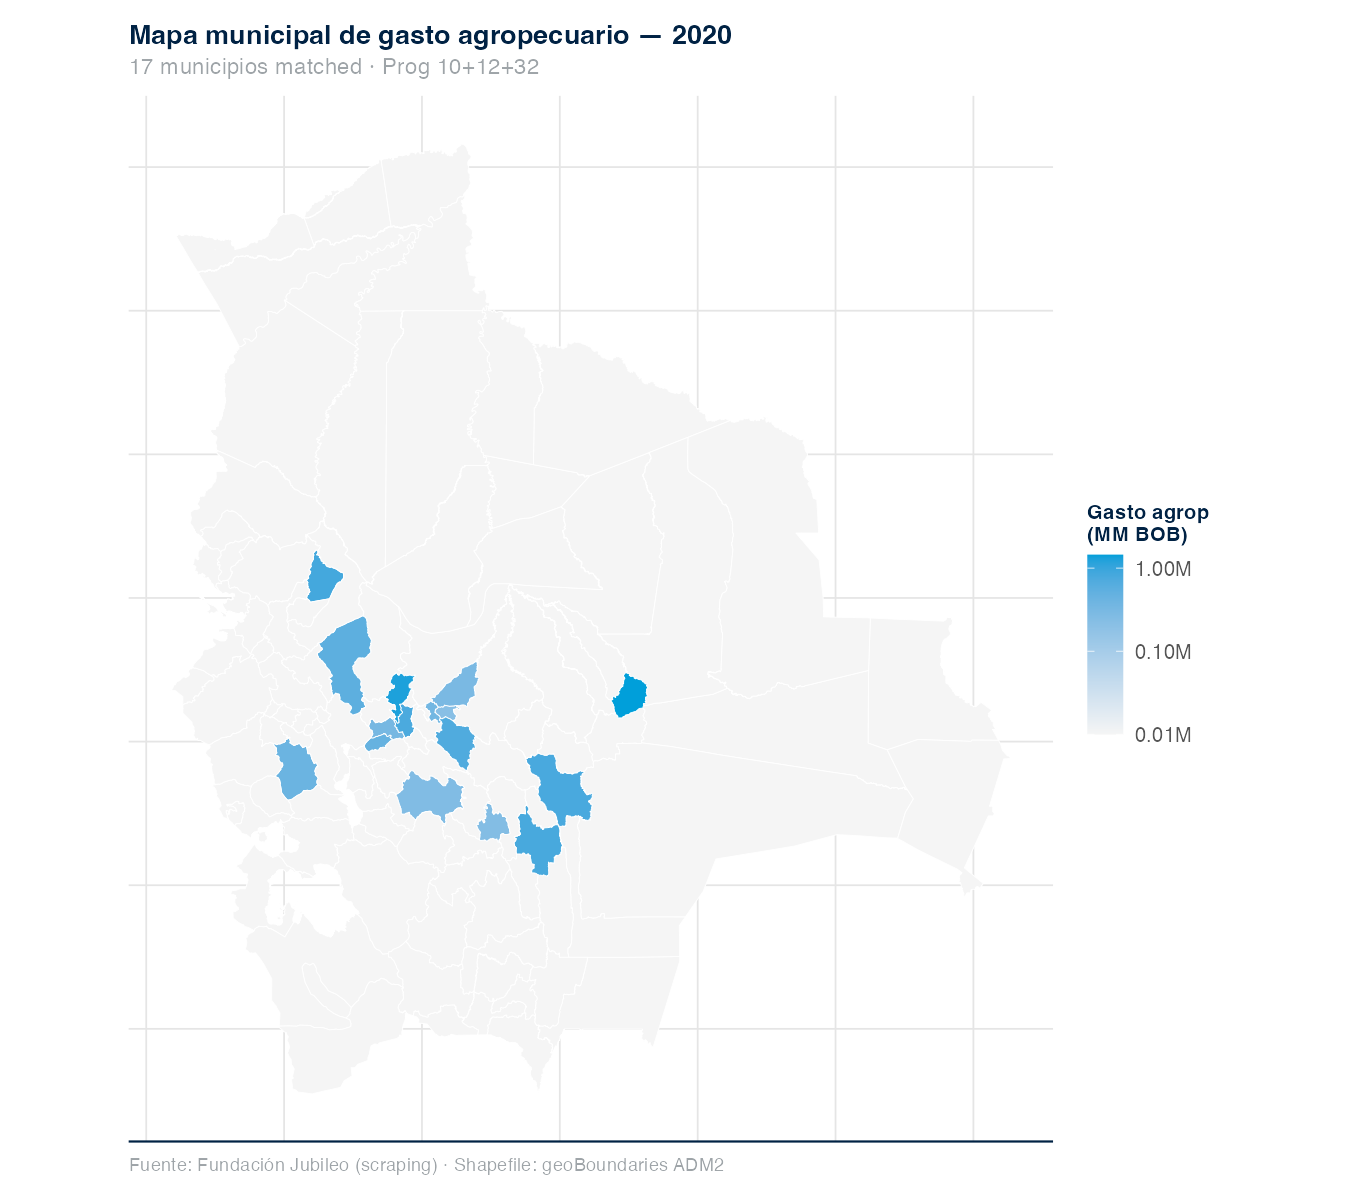 Mapa municipal de gasto agropecuario — 2020
17 municipios matched · Prog 10+12+32
Gasto agrop
(MM BOB)
1.00M
0.10M
0.01M
Fuente: Fundación Jubileo (scraping) · Shapefile: geoBoundaries ADM2